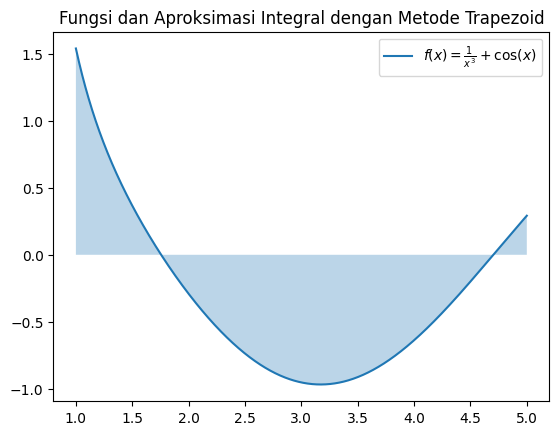 Fungsi dan Aproksimasi Integral dengan Metode Trapezoid
f(x) = \frac{1}{x^3} + cos(x)
1.5
1.0
0.5
0.0
−0.5
−1.0
1.0 1.5 2.0 2.5 3.0 3.5 4.0 4.5 5.0